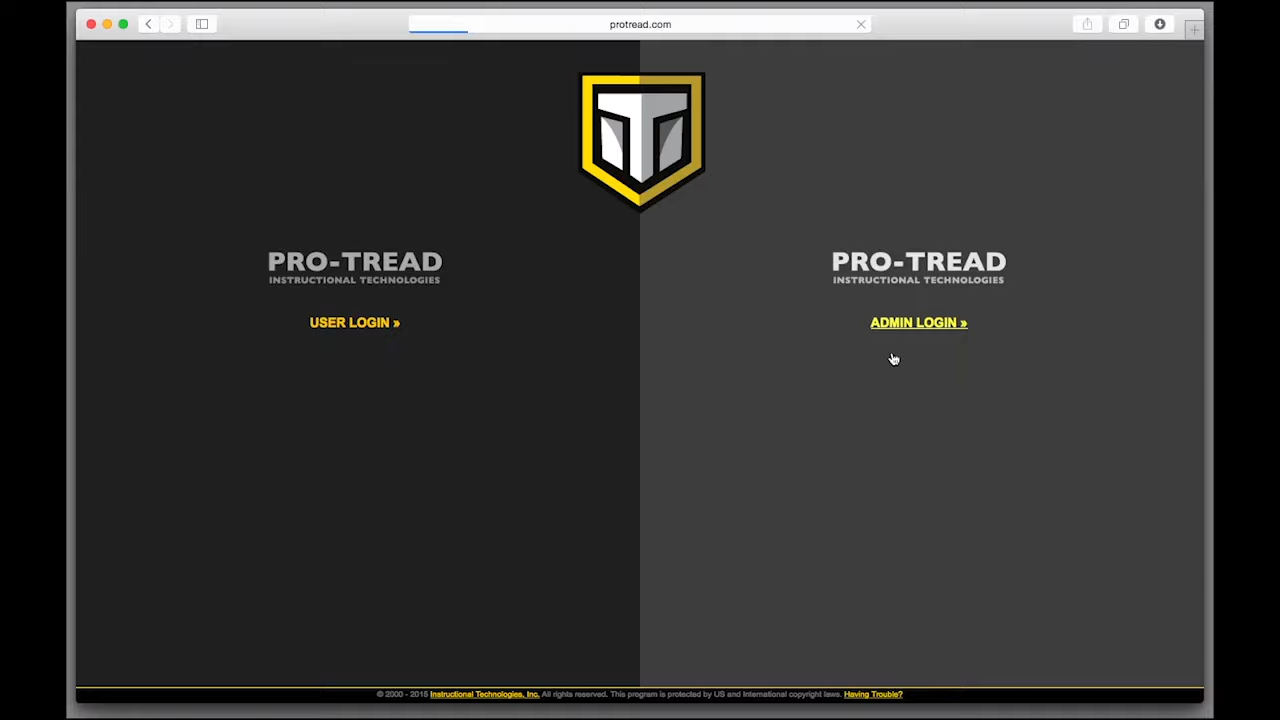 protread.com
PRO-TREAD
INSTRUCTIONAL TECHNOLOGIES
USER LOGIN »
PRO-TREAD
INSTRUCTIONAL TECHNOLOGIES
ADMIN LOGIN »
© 2000 - 2015 Instructional Technologies, Inc. All rights reserved. This program is protected by US and International copyright laws. Having Trouble?